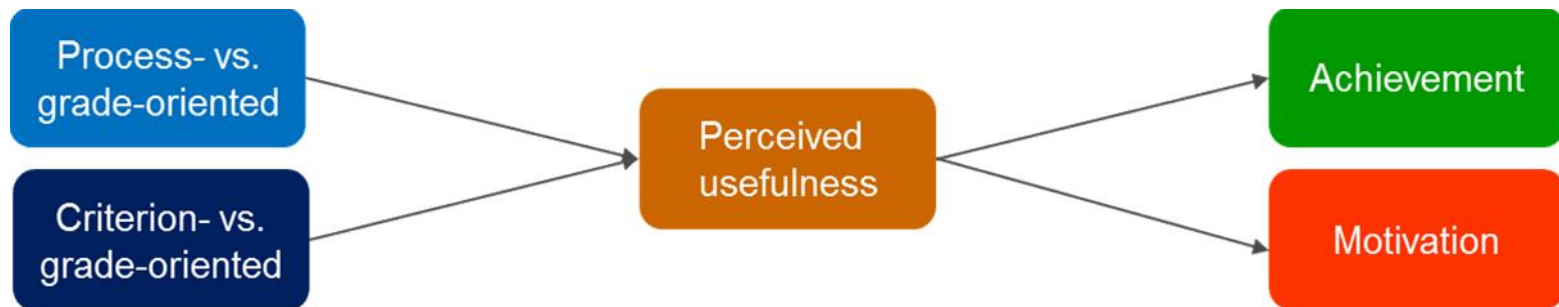 Process- vs.
grade-oriented
Criterion- vs.
grade-oriented
Perceived
usefulness
Achievement
Motivation